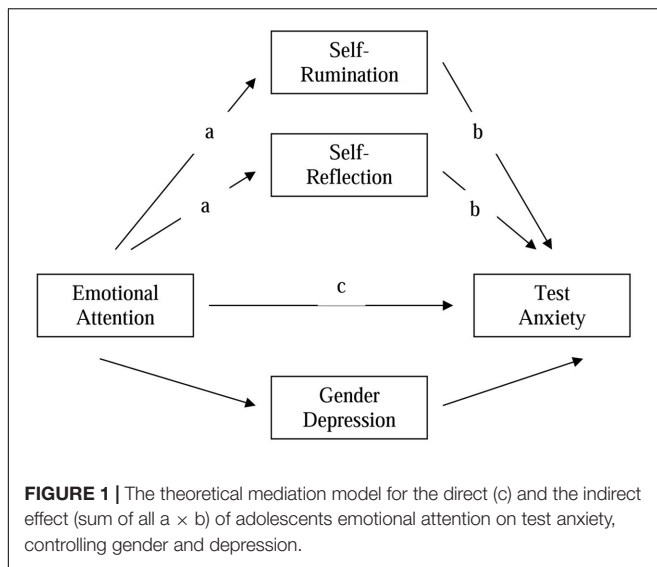 Self-
Rumination
a
b
Self-
Reflection
a
b
Emotional
Attention
c
Test
Anxiety
Gender
Depression
FIGURE 1 | The theoretical mediation model for the direct (c) and the indirect
effect (sum of all a × b) of adolescents emotional attention on test anxiety,
controlling gender and depression.